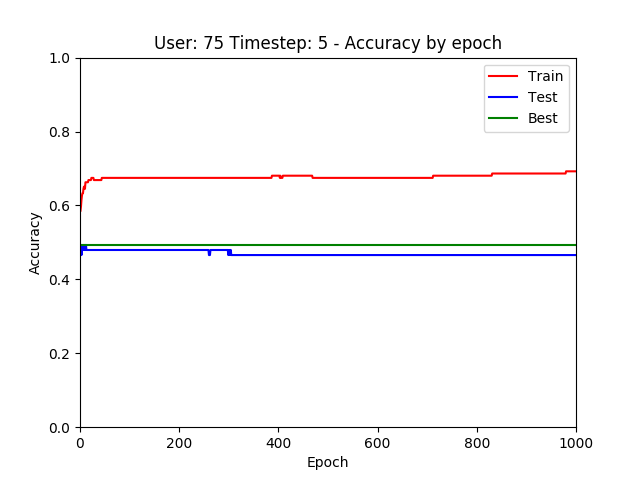 User: 75 Timestep: 5 - Accuracy by epoch
1.0
0.8
0.6
0.4
0.2
0.0
Accuracy
Train
Test
Best
0 200 400 600 800 1000
Epoch